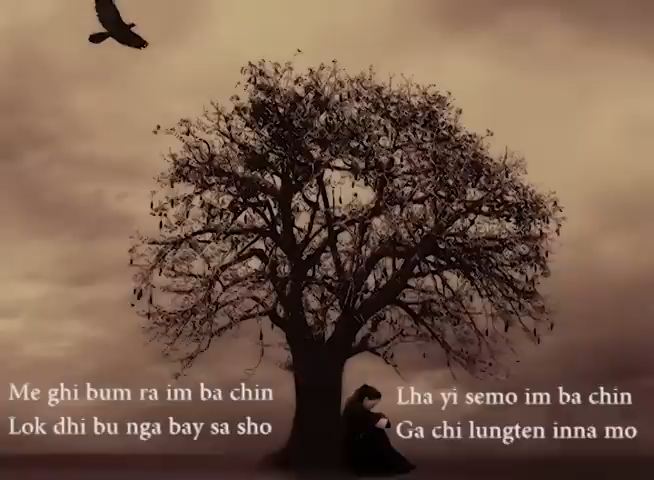 Me ghi bum ra im ba chin
Lok dhi bu nga bay sa sho
Lha yi semo im ba chin
Ga chi lungten inna mo